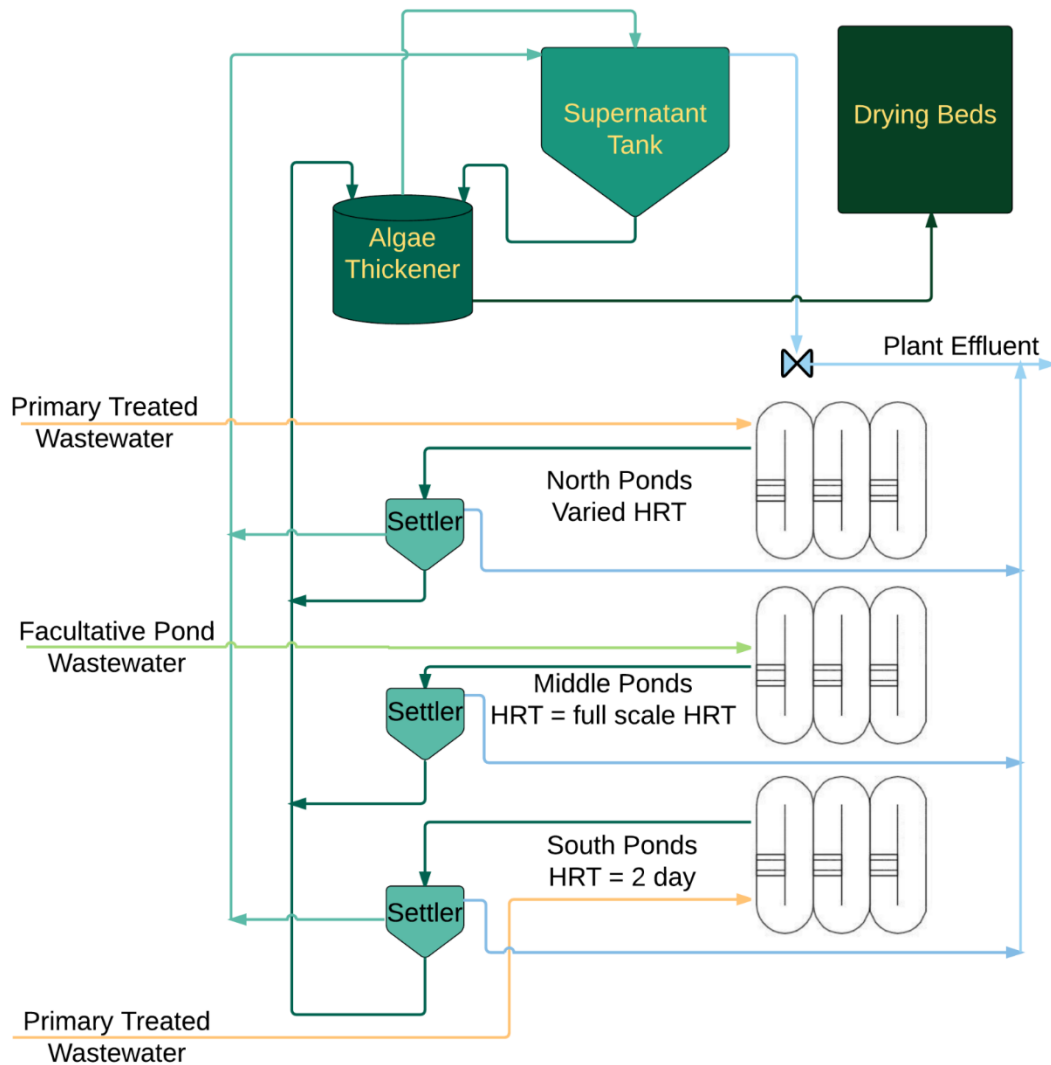 Supernatant
Tank
Drying Beds
Algae
Thickener
Plant Effluent
Primary Treated
Wastewater
North Ponds
Varied HRT
Settler
Facultative Pond
Wastewater
Middle Ponds
HRT = full scale HRT
Settler
South Ponds
HRT = 2 day
Settler
Primary Treated
Wastewater